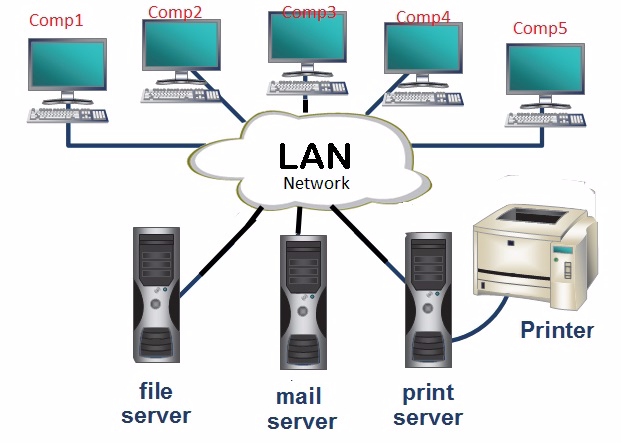 Comp1
Comp2
Comp3
Comp4
Comp5
LAN
Network
Printer
file
server
mail
server
print
server